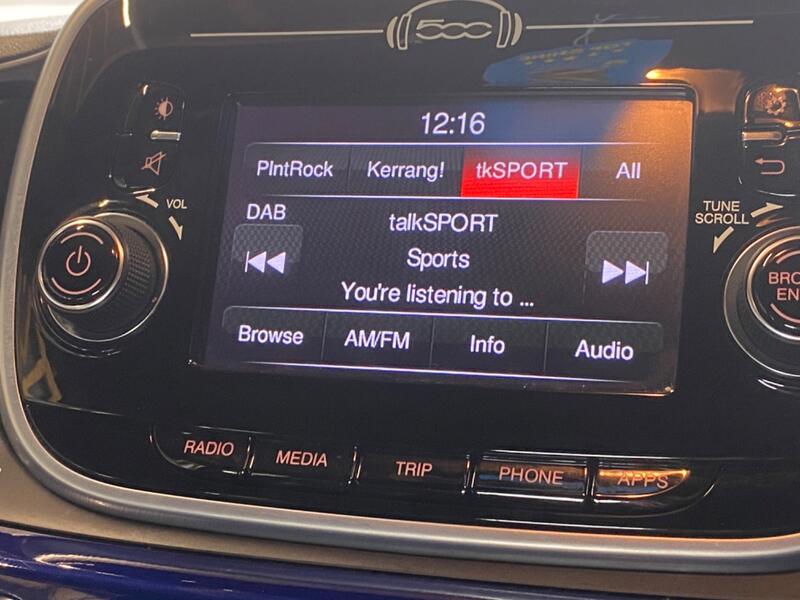 500
12:16
PlntRock Kerrang! tkSPORT All
DAB
talkSPORT
Sports
You're listening to ...
Browse AM/FM Info Audio
VOL
TUNE
SCROLL
RADIO MEDIA TRIP PHONE APPS